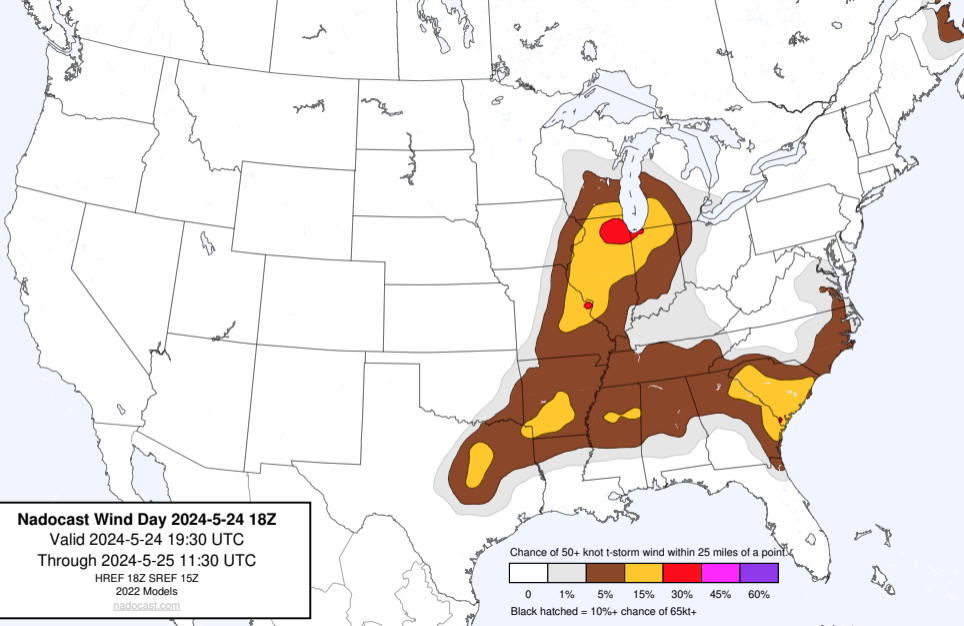 Nadocast Wind Day 2024-5-24 18Z
Valid 2024-5-24 19:30 UTC
Through 2024-5-25 11:30 UTC
HREF 18Z SREF 15Z
2022 Models
nadocast.com
Chance of 50+ knot t-storm wind within 25 miles of a point.
0 1% 5% 15% 30% 45% 60%
Black hatched = 10%+ chance of 65kt+